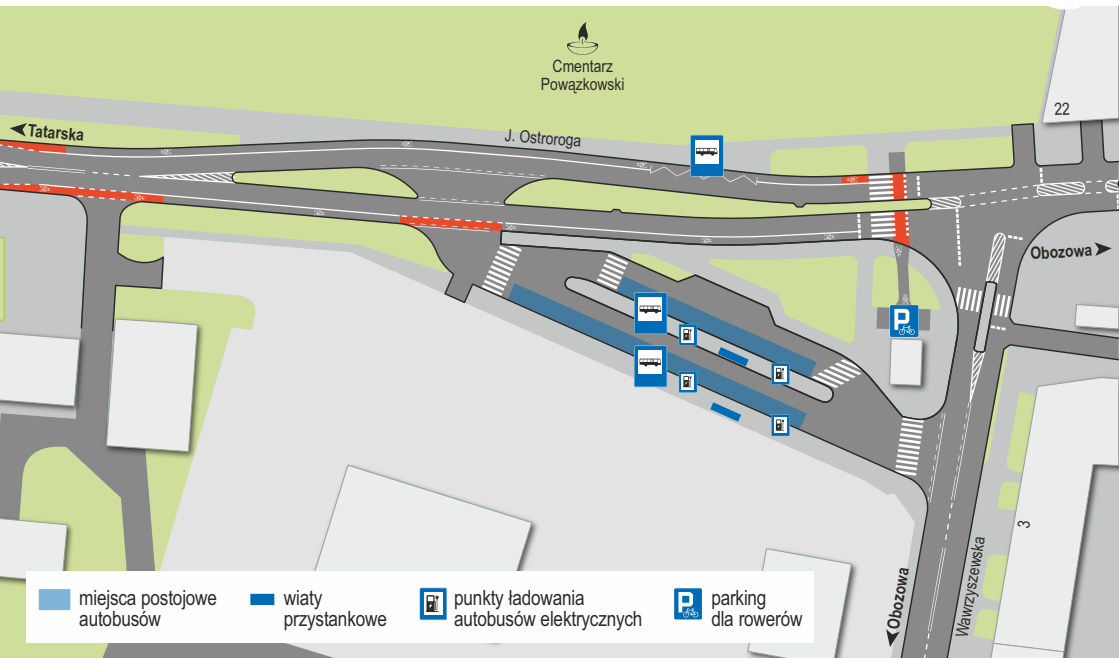 Cmentarz
Powązkowski
22
Tatarska
J. Ostroroga
Obozowa
P
3
Wawrzyszewska
Obozowa
miejsca postojowe
autobusów
wiaty
przystankowe
punkty ładowania
autobusów elektrycznych
P
parking
dla rowerów